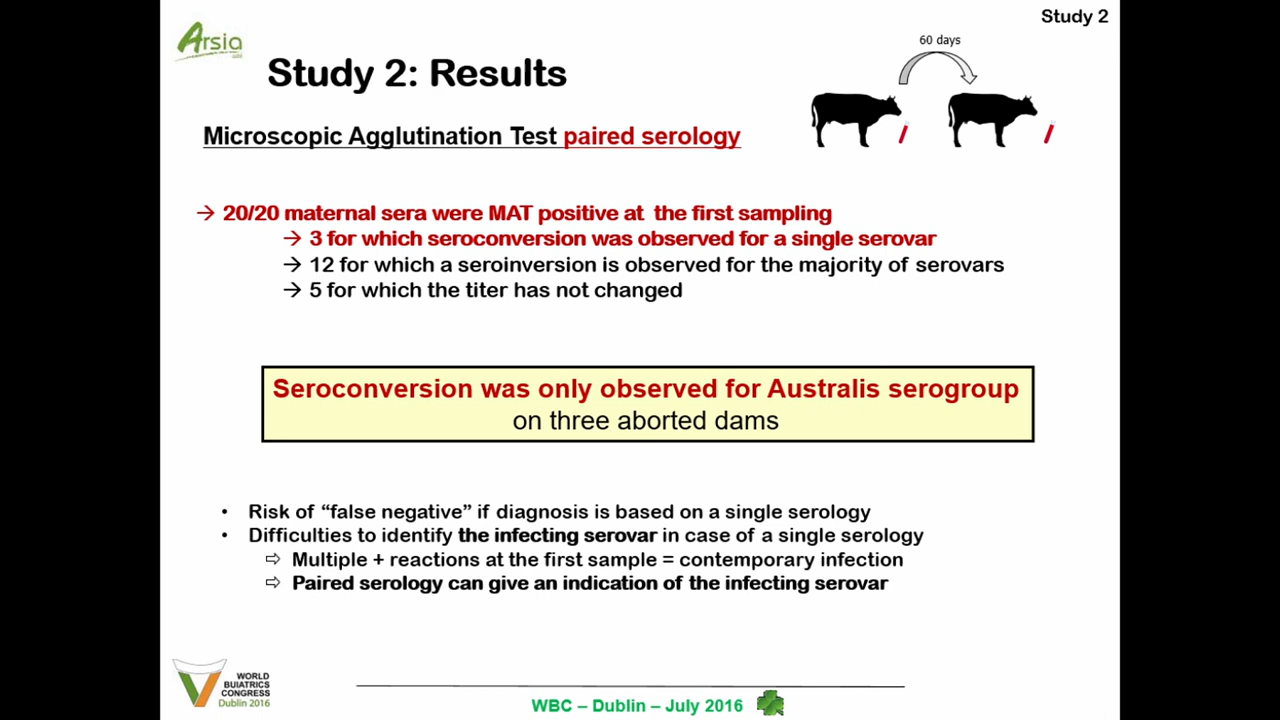 Study 2
Arsia
60 days
Study 2: Results
Microscopic Agglutination Test paired serology
→ 20/20 maternal sera were MAT positive at the first sampling
→ 3 for which seroconversion was observed for a single serovar
→ 12 for which a seroinversion is observed for the majority of serovars
→ 5 for which the titer has not changed
Seroconversion was only observed for Australis serogroup
on three aborted dams
• Risk of “false negative” if diagnosis is based on a single serology
• Difficulties to identify the infecting serovar in case of a single serology
⇨ Multiple + reactions at the first sample = contemporary infection
⇨ Paired serology can give an indication of the infecting serovar
WORLD
BUIATRICS
CONGRESS
Dublin 2016
WBC – Dublin – July 2016